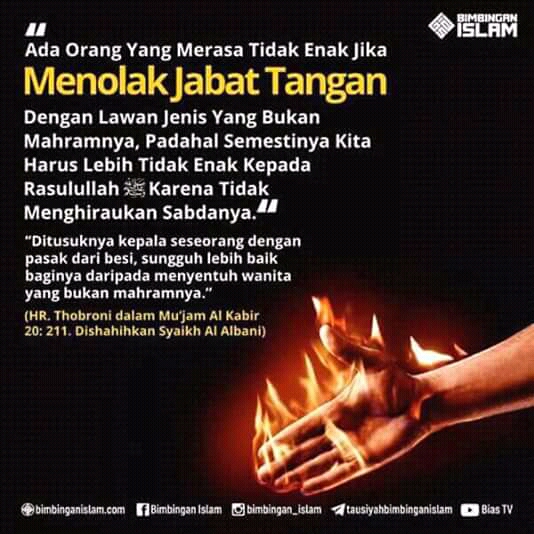 BIMBINGAN
ISLAM
"
Ada Orang Yang Merasa Tidak Enak Jika
Menolak Jabat Tangan
Dengan Lawan Jenis Yang Bukan
Mahramnya, Padahal Semestinya Kita
Harus Lebih Tidak Enak Kepada
Rasulullah ﷺ Karena Tidak
Menghiraukan Sabdanya."
"Ditusuknya kepala seseorang dengan
pasak dari besi, sungguh lebih baik
baginya daripada menyentuh wanita
yang bukan mahramnya."
(HR. Thobroni dalam Mu'jam Al Kabir
20: 211. Dishahihkan Syaikh Al Albani)
bimbinganislam.com Bimbingan Islam bimbingan_islam tausiyahbimbinganislam Bias TV